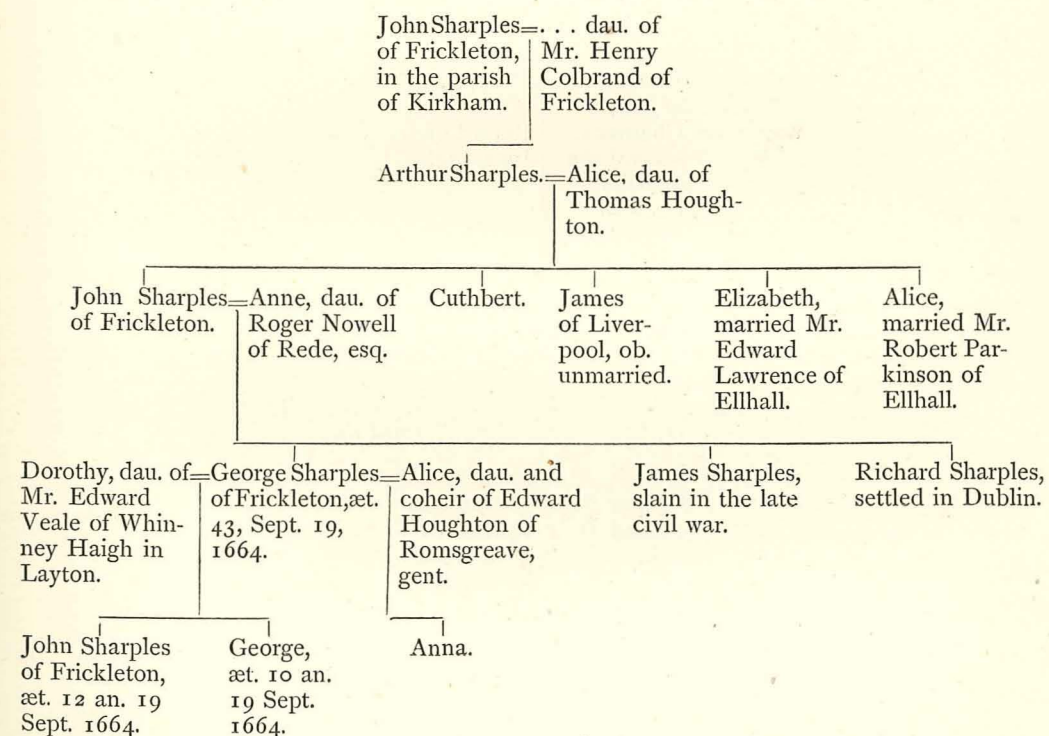 John Sharples=. . . dau. of
of Frickleton,
in the parish
of Kirkham.
Mr. Henry
Colbrand of
Frickleton.
Arthur Sharples.=Alice, dau. of
Thomas Hough-
ton.
John Sharples=Anne, dau. of
of Frickleton.
Roger Nowell
of Rede, esq.
Cuthbert.
James
of Liver-
pool, ob.
unmarried.
Elizabeth,
married Mr.
Edward
Lawrence of
Ellhall.
Alice,
married Mr.
Robert Par-
kinson of
Ellhall.
Dorothy, dau. of=George Sharples=Alice, dau. and
Mr. Edward
Veale of Whin-
ney Haigh in
Layton.
of Frickleton, æt.
43, Sept. 19,
1664.
coheir of Edward
Houghton of
Romsgreave,
gent.
James Sharples,
slain in the late
civil war.
Richard Sharples,
settled in Dublin.
John Sharples
of Frickleton,
æt. 12 an. 19
Sept. 1664.
George,
æt. 10 an.
19 Sept.
1664.
Anna.